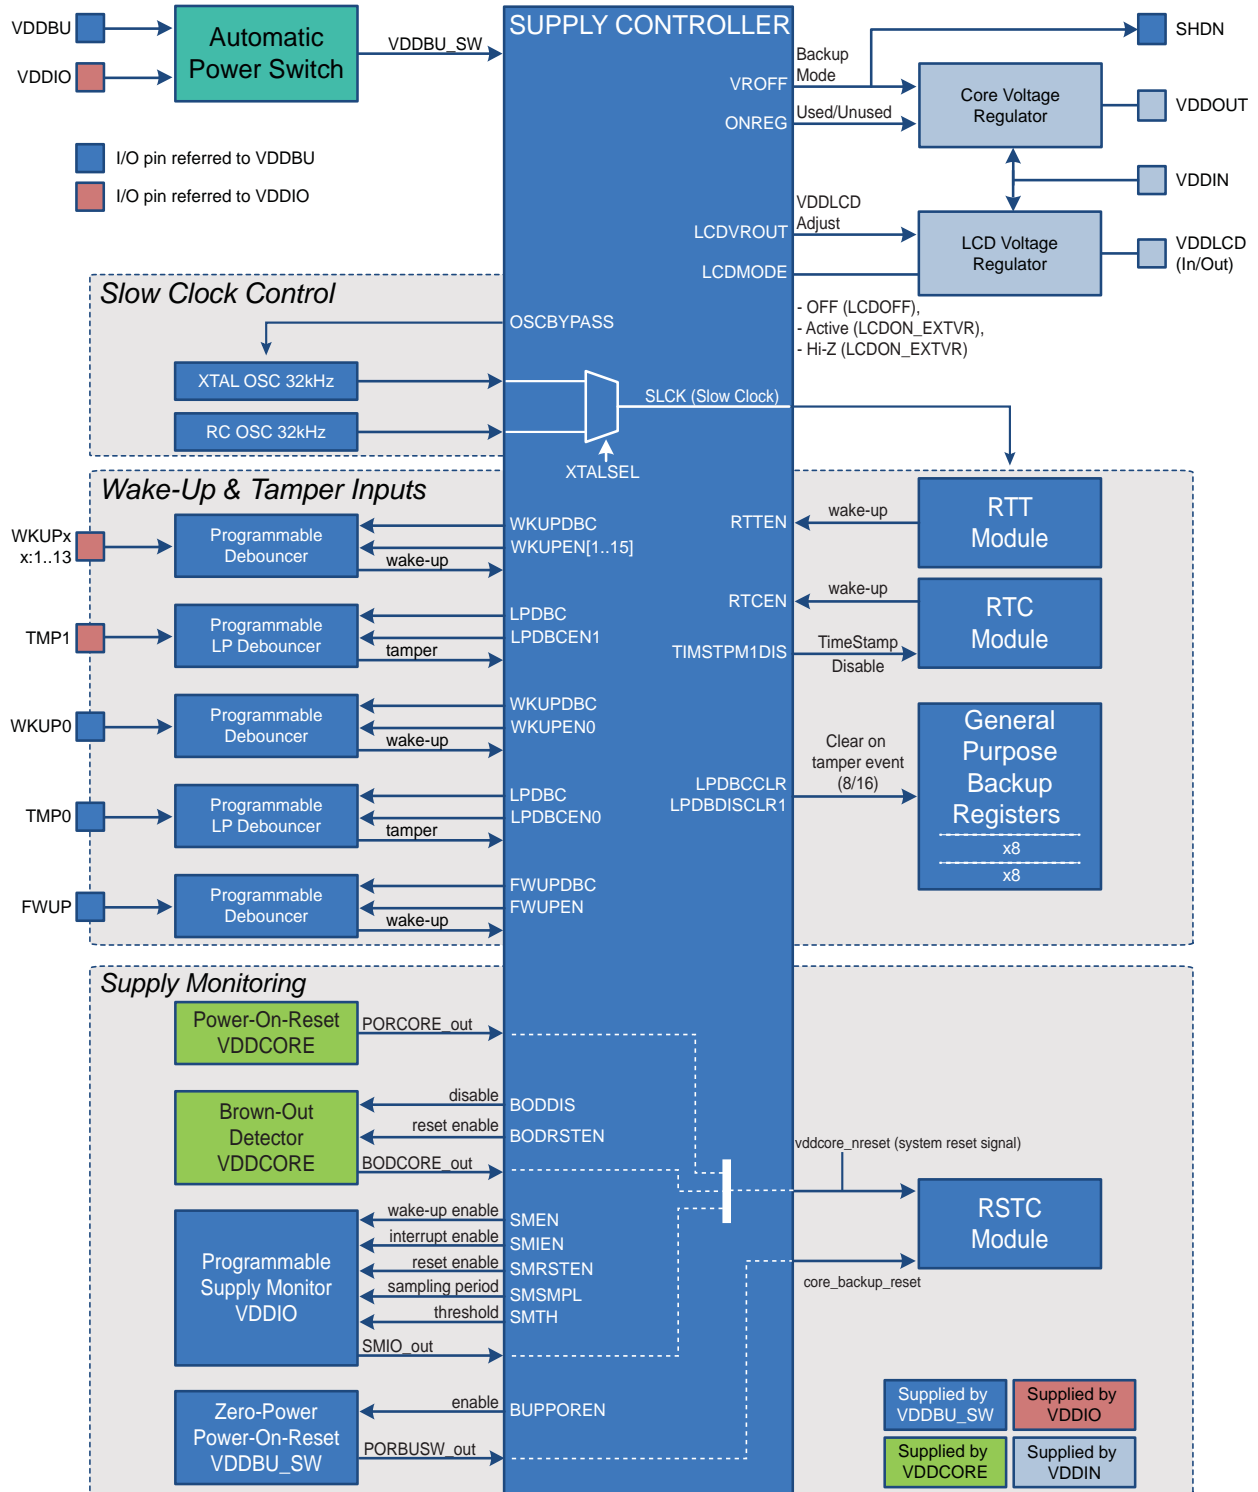 VDDBU
VDDIO
Automatic
Power Switch
VDDBU_SW
I/O pin referred to VDDBU
I/O pin referred to VDDIO
SUPPLY CONTROLLER
VROFF
ONREG
LCDVROUT
LCDMODE
Backup
Mode
Used/Unused
VDDLCD
Adjust
- OFF (LCDOFF),
- Active (LCDON_EXTVR),
- Hi-Z (LCDON_EXTVR)
Core Voltage
Regulator
LCD Voltage
Regulator
SHDN
VDDOUT
VDDIN
VDDLCD
(In/Out)
Slow Clock Control
OSCBYPASS
XTAL OSC 32kHz
RC OSC 32kHz
SLCK (Slow Clock)
XTALSEL
Wake-Up & Tamper Inputs
WKUPx
x:1..13
Programmable
Debouncer
WKUPDBC
WKUPEN[1..15]
wake-up
TMP1
Programmable
LP Debouncer
LPDBC
LPDBCEN1
tamper
WKUP0
Programmable
Debouncer
WKUPDBC
WKUPEN0
wake-up
TMP0
Programmable
LP Debouncer
LPDBC
LPDBCEN0
tamper
FWUP
Programmable
Debouncer
FWUPDBC
FWUPEN
wake-up
RTTEN
wake-up
RTT
Module
RTCEN
wake-up
TIMSTPM1DIS
TimeStamp
Disable
RTC
Module
LPDBCCLR
LPDBDISCLR1
Clear on
tamper event
(8/16)
General
Purpose
Backup
Registers
x8
x8
Supply Monitoring
Power-On-Reset
VDDCORE
PORCORE_out
Brown-Out
Detector
VDDCORE
disable
BODDIS
reset enable
BODRSTEN
BODCORE_out
Programmable
Supply Monitor
VDDIO
wake-up enable
SMEN
interrupt enable
SMIEN
reset enable
SMRSTEN
sampling period
SMSMPL
threshold
SMTH
SMIO_out
Zero-Power
Power-On-Reset
VDDBU_SW
enable
BUPPOREN
PORBUSW_out
vddcore_nreset (system reset signal)
core_backup_reset
RSTC
Module
Supplied by
VDDBU_SW
Supplied by
VDDIO
Supplied by
VDDCORE
Supplied by
VDDIN